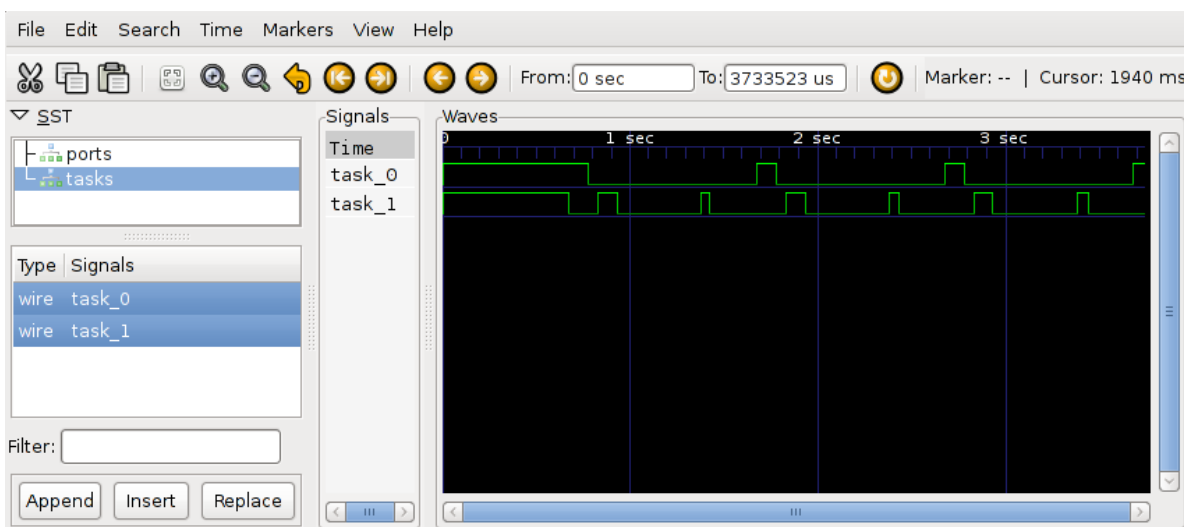 File Edit Search Time Markers View Help
From: 0 sec To: 3733523 us Marker: -- | Cursor: 1940 ms
SST
ports
tasks
Type Signals
wire task_0
wire task_1
Filter:
Append Insert Replace
Signals
Time
task_0
task_1
Waves
0 1 sec 2 sec 3 sec